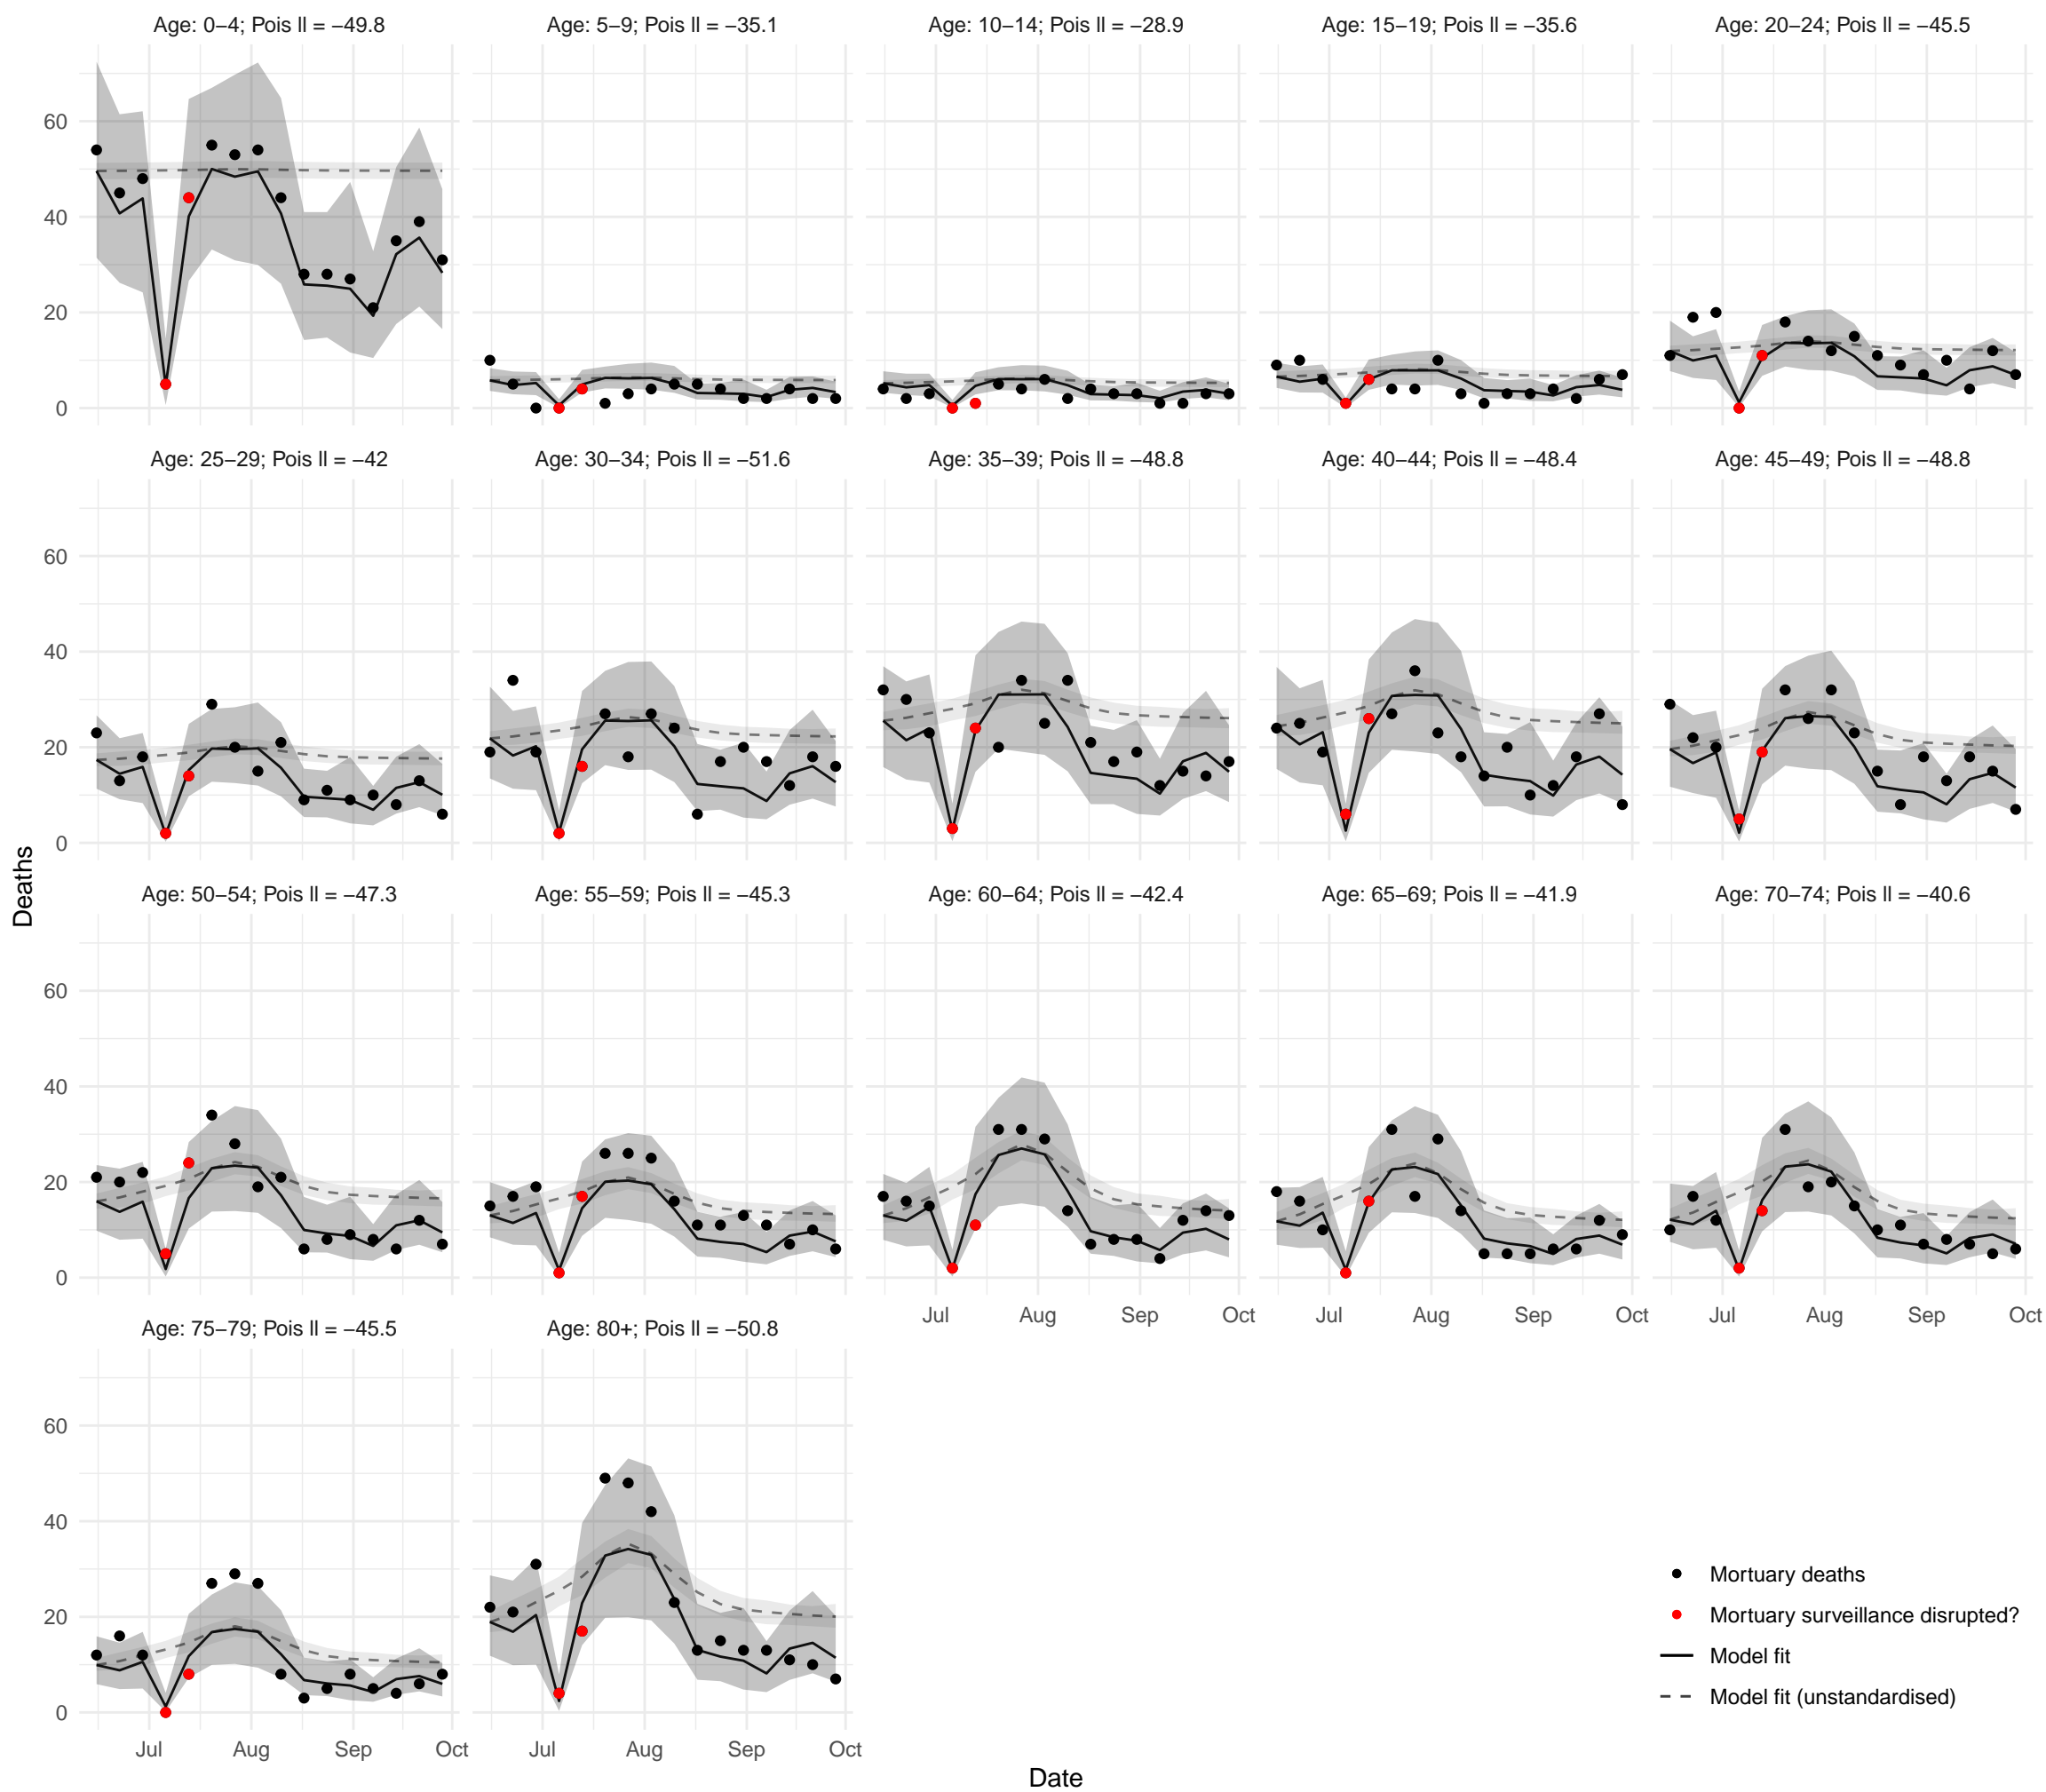 Age: 0−4; Pois ll = −49.8
Age: 5−9; Pois ll = −35.1
Age: 10−14; Pois ll = −28.9
Age: 15−19; Pois ll = −35.6
Age: 20−24; Pois ll = −45.5
60
40
20
0
Age: 25−29; Pois ll = −42
Age: 30−34; Pois ll = −51.6
Age: 35−39; Pois ll = −48.8
Age: 40−44; Pois ll = −48.4
Age: 45−49; Pois ll = −48.8
60
40
20
0
Deaths
Age: 50−54; Pois ll = −47.3
Age: 55−59; Pois ll = −45.3
Age: 60−64; Pois ll = −42.4
Age: 65−69; Pois ll = −41.9
Age: 70−74; Pois ll = −40.6
60
40
20
0
Jul Aug Sep Oct
Jul Aug Sep Oct
Jul Aug Sep Oct
Age: 75−79; Pois ll = −45.5
Age: 80+; Pois ll = −50.8
60
40
20
0
Jul Aug Sep Oct
Jul Aug Sep Oct
Mortuary deaths
Mortuary surveillance disrupted?
Model fit
Model fit (unstandardised)
Date